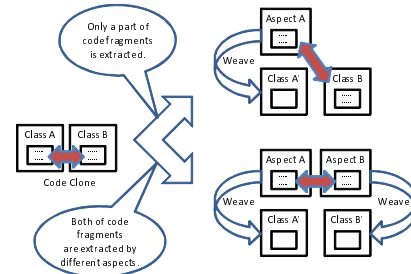 Only a part of
code fragments
is extracted.
Class A
Class B
Code Clone
Both of code
fragments
are extracted by
different aspects.
Aspect A
Weave
Class A'
Class B
Aspect A
Aspect B
Weave
Weave
Class A'
Class B'